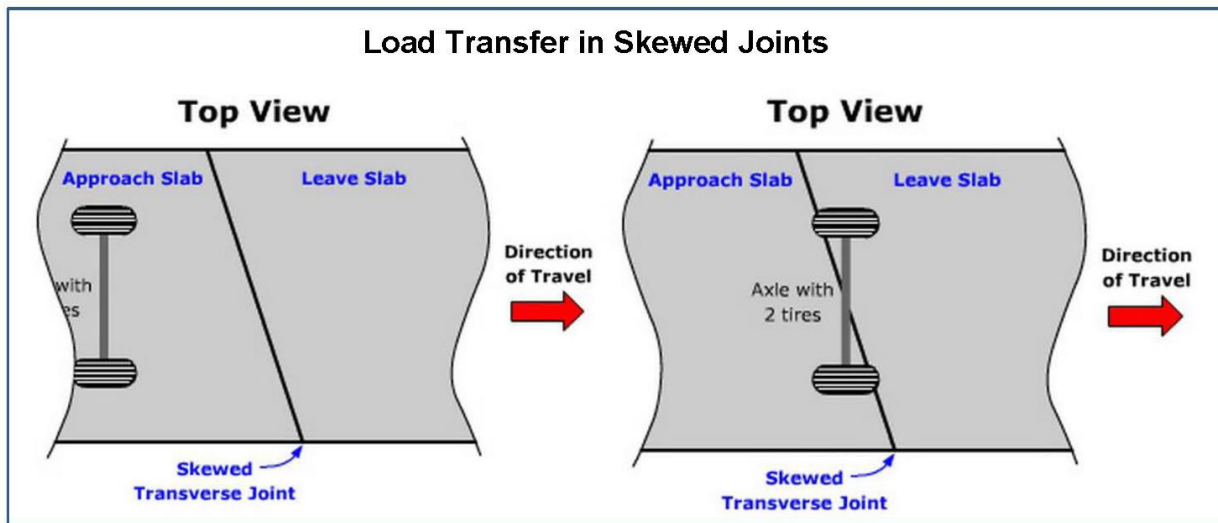 Load Transfer in Skewed Joints
Top View
Approach Slab
Leave Slab
with
es
Direction
of Travel
Skewed
Transverse Joint
Top View
Approach Slab
Leave Slab
Axle with
2 tires
Direction
of Travel
Skewed
Transverse Joint